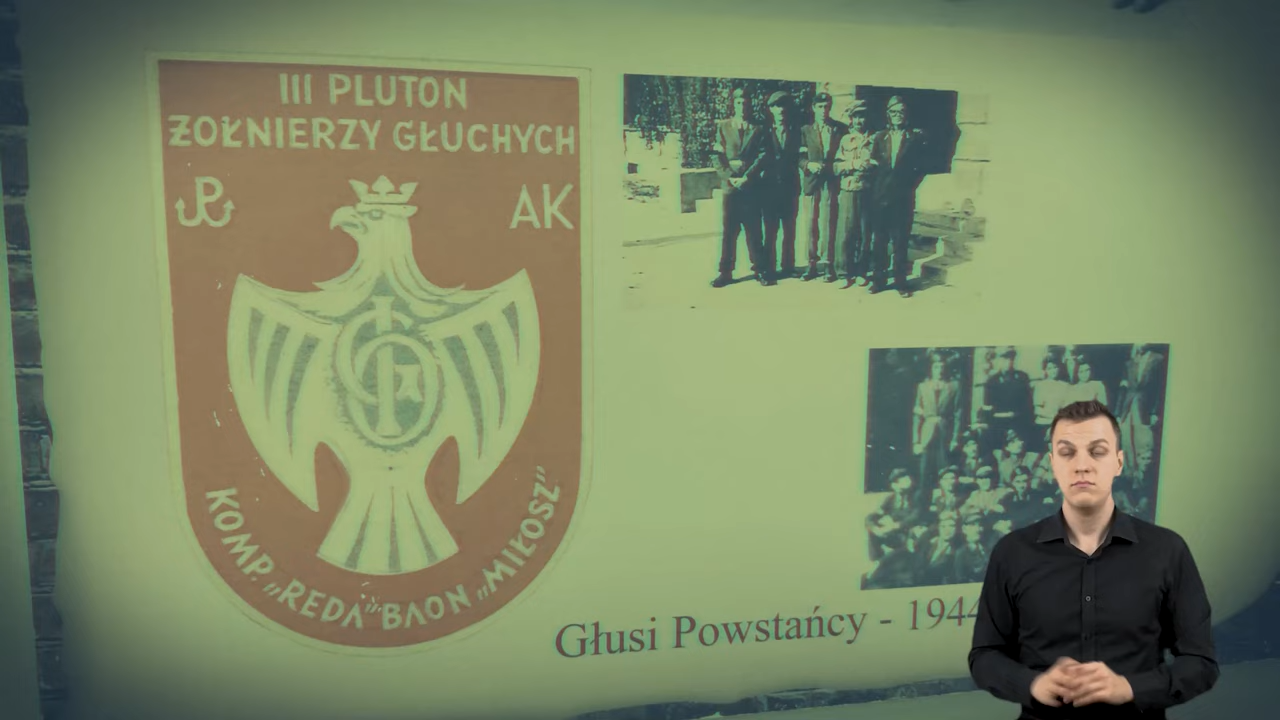 III PLUTON
ŻOŁNIERZY GŁUCHYCH
AK
KOMP. „REDA” BAON „MIŁOSZ”
Głusi Powstańcy - 1944